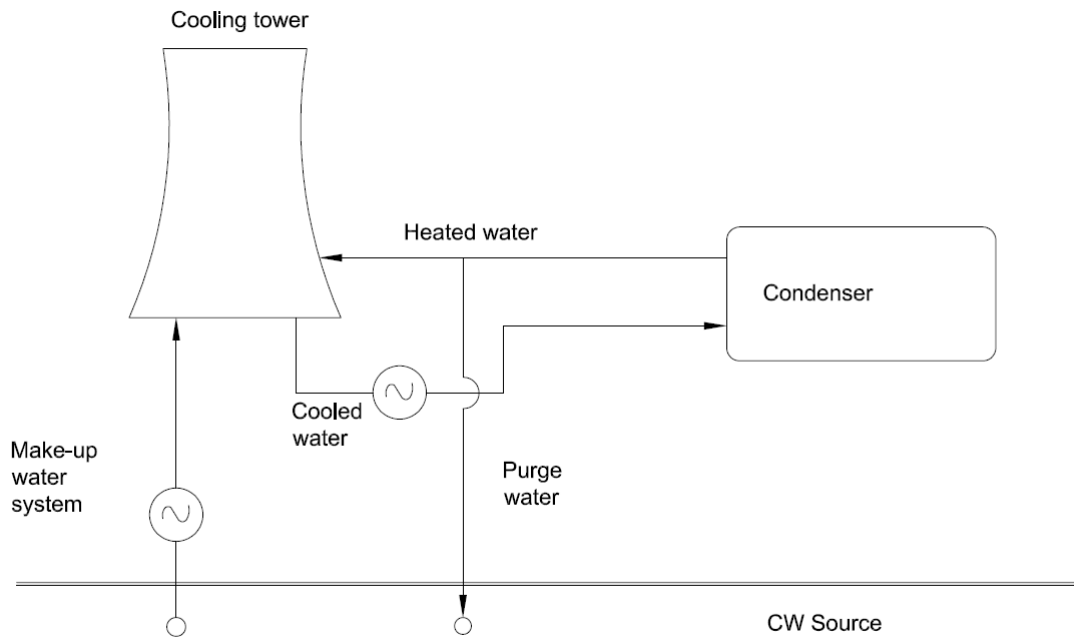 Cooling tower
Heated water
Condenser
Cooled
water
Make-up
water
system
Purge
water
CW Source